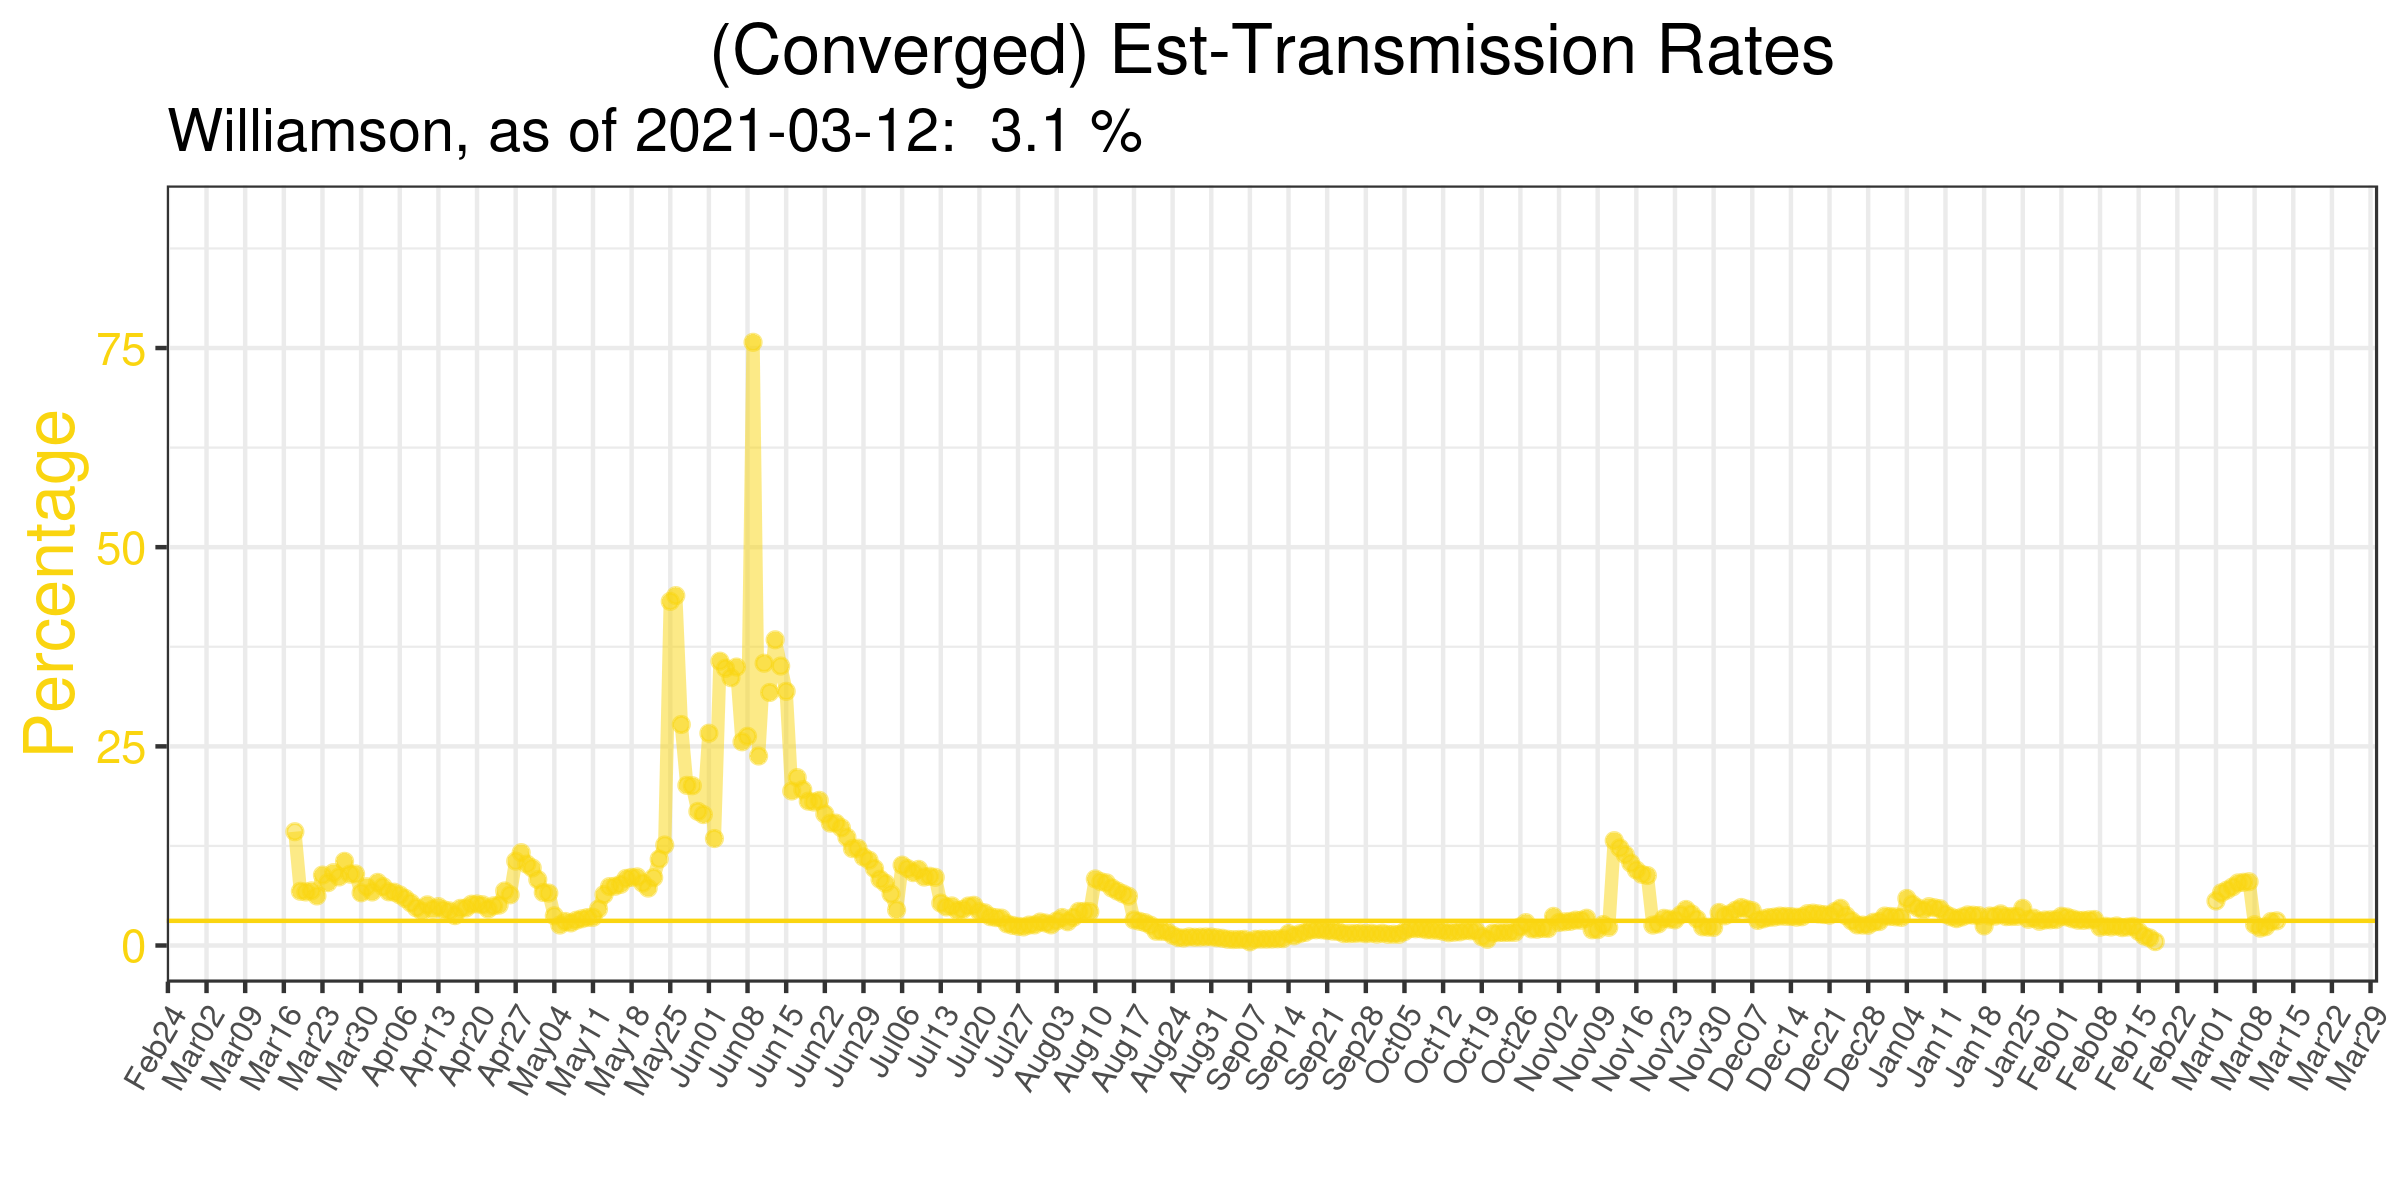 (Converged) Est-Transmission Rates
Williamson, as of 2021-03-12:  3.1 %
Percentage
75
50
25
0
Feb24 Mar02 Mar09 Mar16 Mar23 Mar30 Apr06 Apr13 Apr20 Apr27 May04 May11 May18 May25 Jun01 Jun08 Jun15 Jun22 Jun29 Jul06 Jul13 Jul20 Jul27 Aug03 Aug10 Aug17 Aug24 Aug31 Sep07 Sep14 Sep21 Sep28 Oct05 Oct12 Oct19 Oct26 Nov02 Nov09 Nov16 Nov23 Nov30 Dec07 Dec14 Dec21 Dec28 Jan04 Jan11 Jan18 Jan25 Feb01 Feb08 Feb15 Feb22 Mar01 Mar08 Mar15 Mar22 Mar29